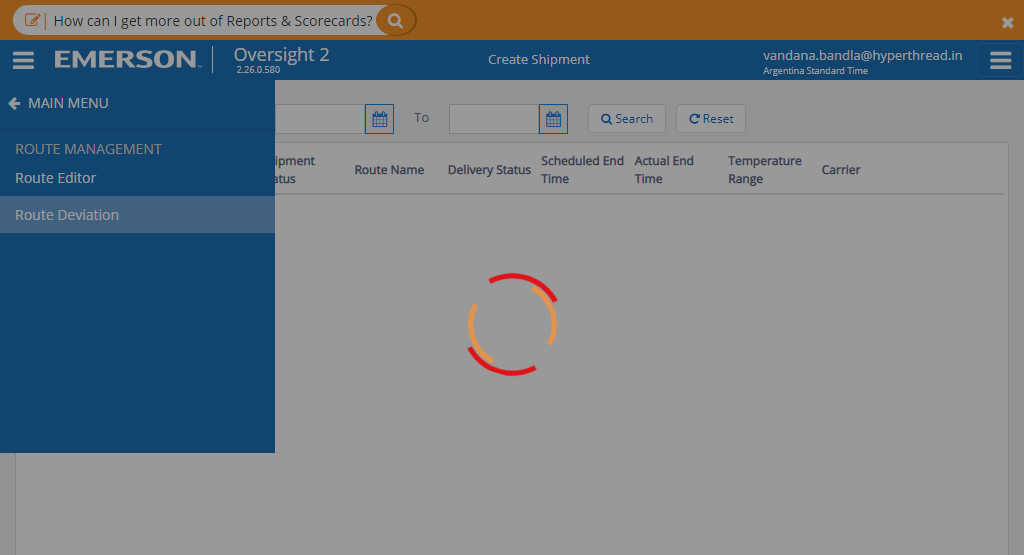 How can I get more out of Reports & Scorecards?
EMERSON
Oversight 2
2.26.0.580
Create Shipment
vandana.bandla@hyperthread.in
Argentina Standard Time
MAIN MENU
To
Search
Reset
ROUTE MANAGEMENT
Route Editor
Route Deviation
ipment
atus
Route Name
Delivery Status
Scheduled End
Time
Actual End
Time
Temperature
Range
Carrier